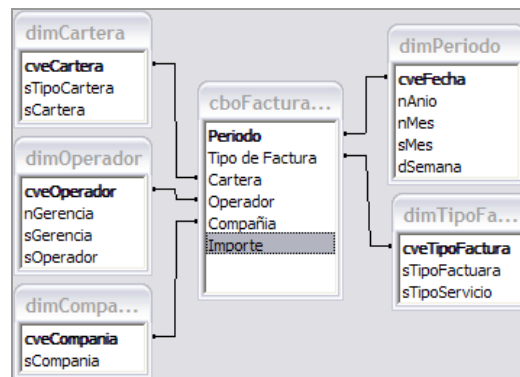 dimCartera
cveCartera
sTipoCartera
sCartera
dimOperador
cveOperador
nGerencia
sGerencia
sOperador
dimCompa...
cveCompania
sCompania
cboFactura...
Periodo
Tipo de Factura
Cartera
Operador
Compañia
Importe
dimPeriodo
cveFecha
nAnio
nMes
sMes
dSemana
dimTipoFa...
cveTipoFactura
sTipoFactuara
sTipoServicio